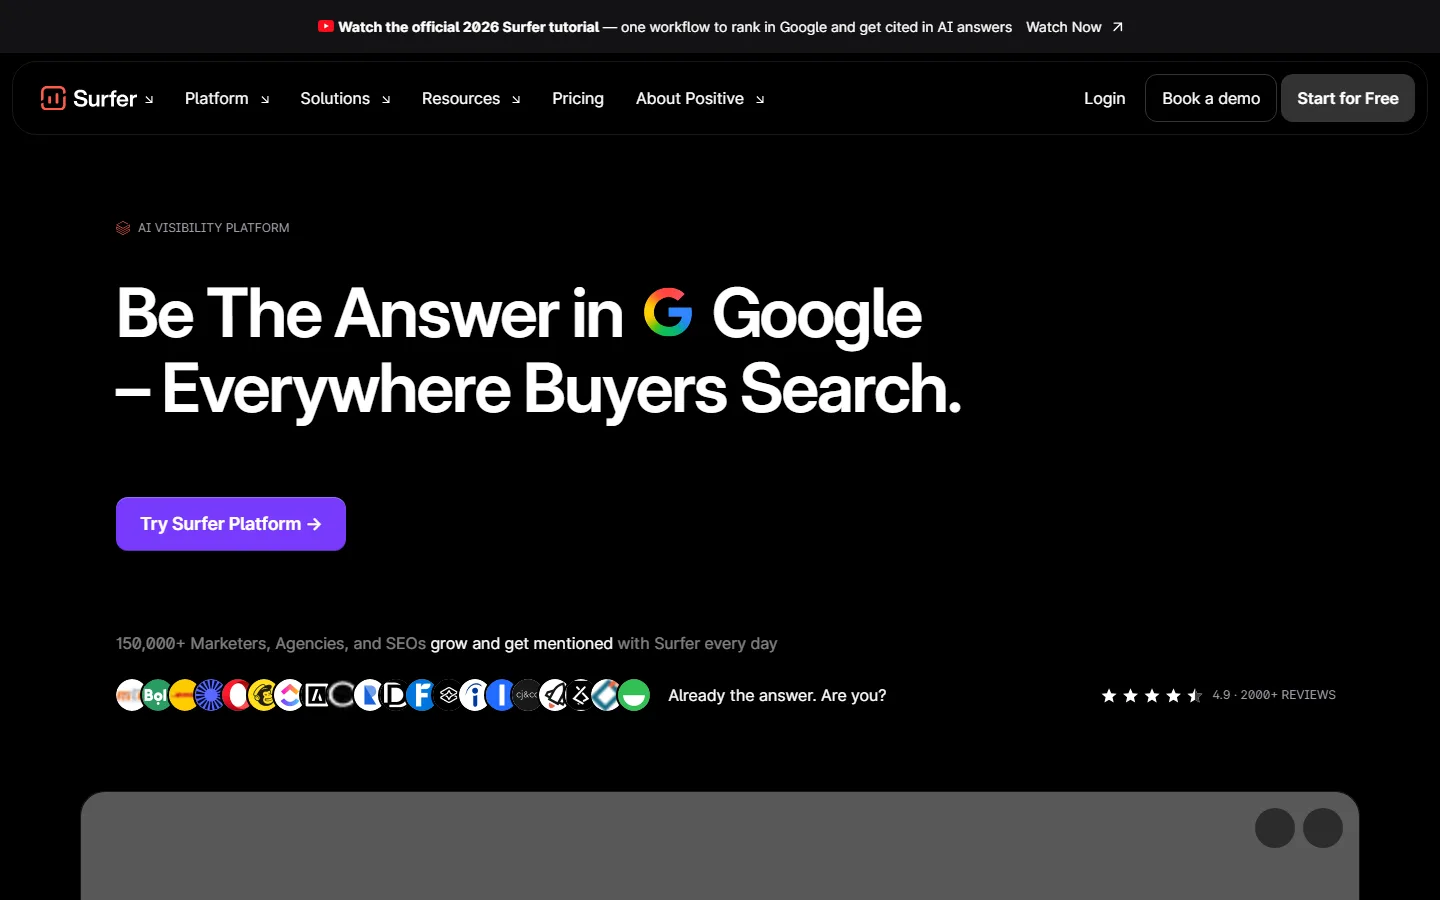 Watch the official 2026 Surfer tutorial — one workflow to rank in Google and get cited in AI answers Watch Now
Surfer Platform Solutions Resources Pricing About Positive Login Book a demo Start for Free
AI VISIBILITY PLATFORM
Be The Answer in Google
– Everywhere Buyers Search.
Try Surfer Platform →
150,000+ Marketers, Agencies, and SEOs grow and get mentioned with Surfer every day
Bol Already the answer. Are you? 4.9 · 2000+ REVIEWS